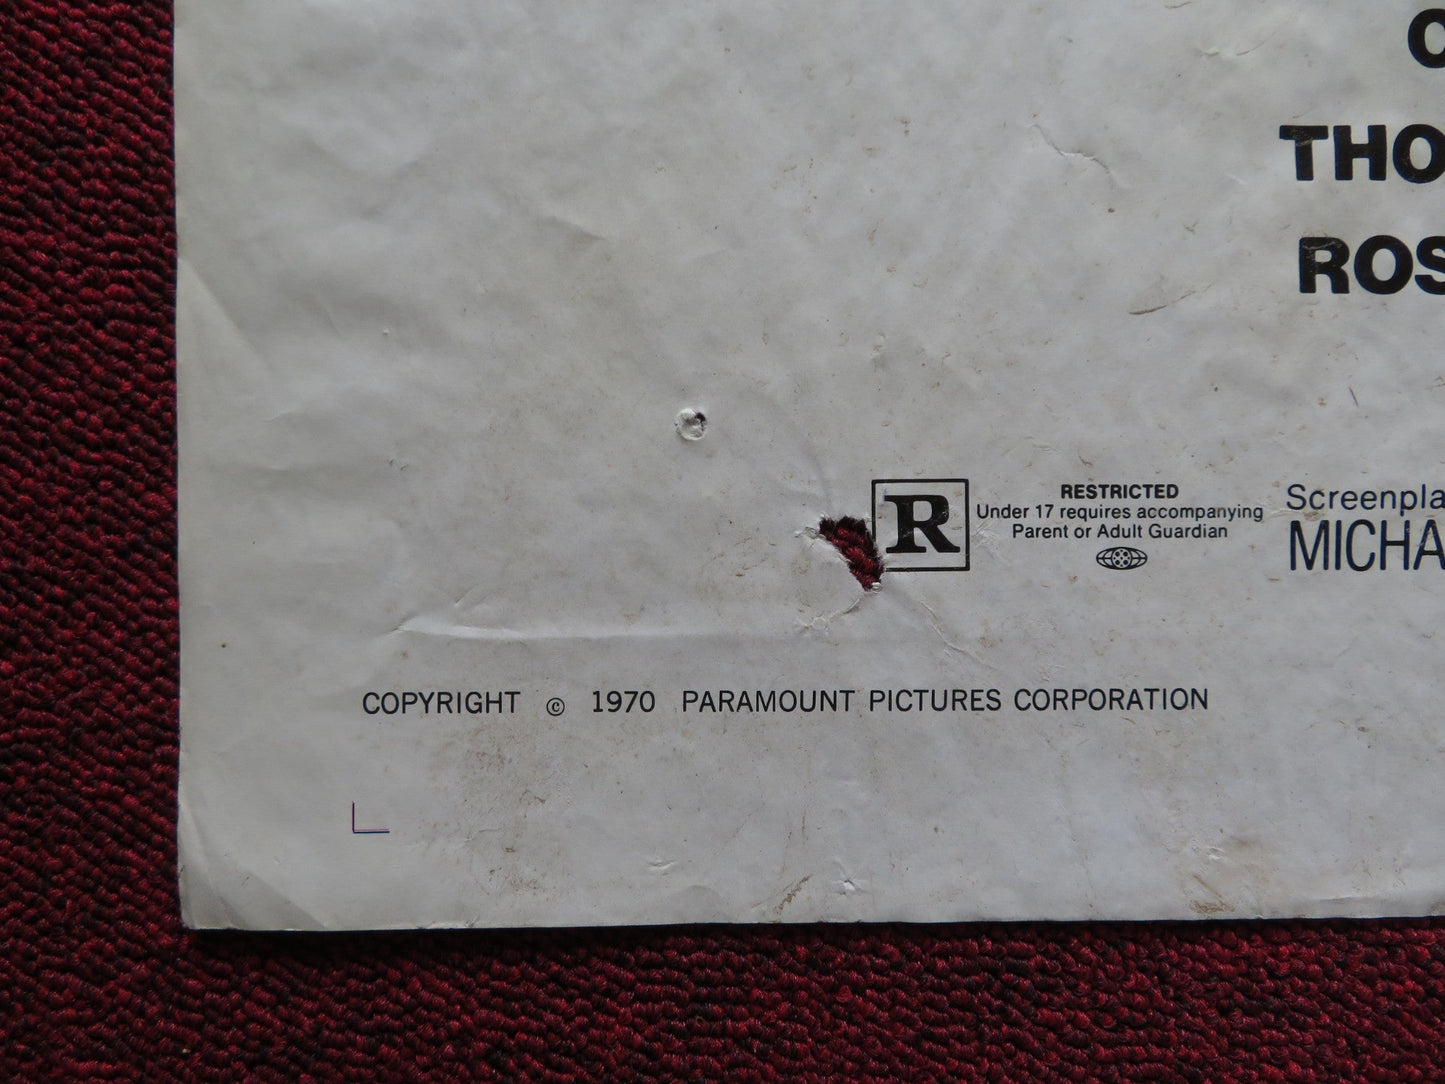 THO
ROS
R
RESTRICTED
Under 17 requires accompanying
Parent or Adult Guardian
Screenpla
MICHA
COPYRIGHT © 1970 PARAMOUNT PICTURES CORPORATION